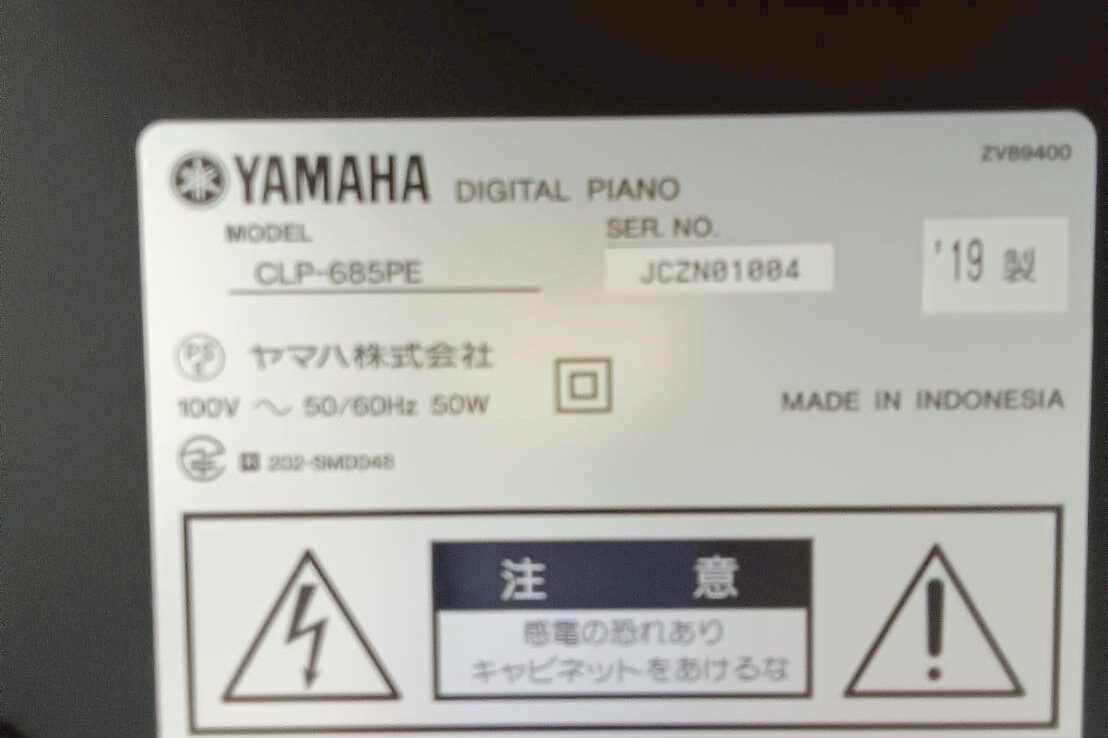 YAMAHA DIGITAL PIANO
ZV89400
MODEL
CLP-685PE
SER. NO.
JCZN01004
'19 製
PS E
ヤマハ株式会社
100V ～ 50/60Hz 50W
MADE IN INDONESIA
R 202-SMD048
注 意
感電の恐れあり
キャビネットをあけるな